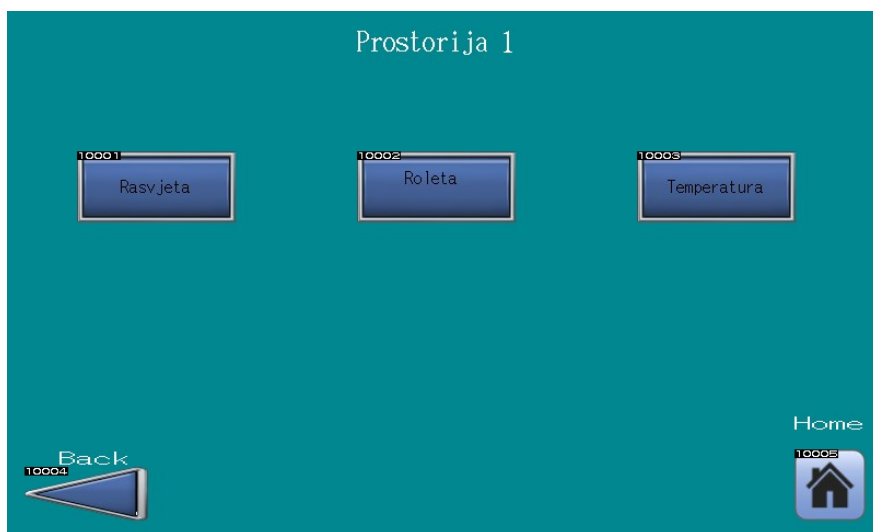 Prostorija 1
10001
Rasvjeta
10002
Roleta
10003
Temperatura
Back
10004
Home
10005